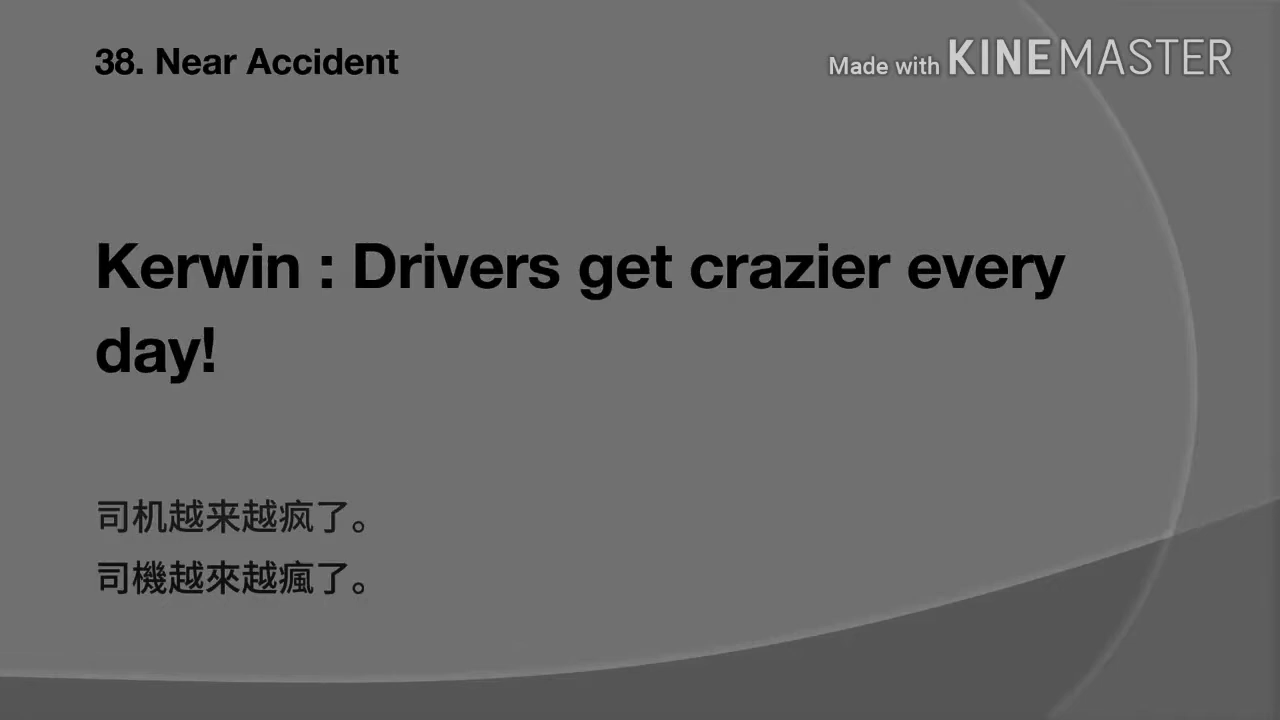 38. Near Accident
Made with KINEMASTER
Kerwin : Drivers get crazier every
day!
司机越来越疯了。
司機越來越瘋了。